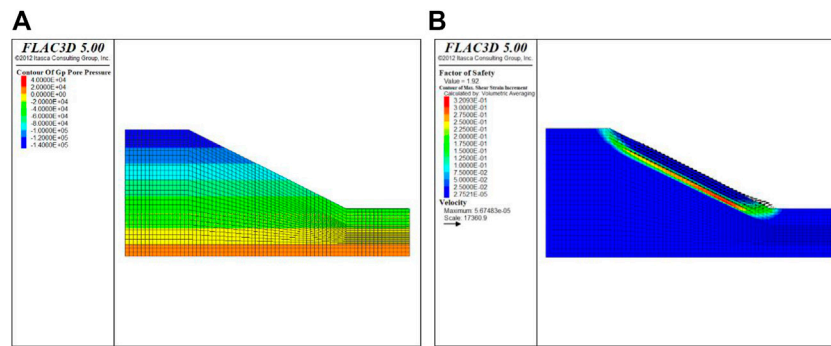 A
FLAC3D 5.00
©2012 Itasca Consulting Group, Inc.
Contour Of Gp Pore Pressure
4.0000E+04
2.0000E+04
0.0000E+00
-2.0000E+04
-4.0000E+04
-6.0000E+04
-8.0000E+04
-1.0000E+05
-1.2000E+05
-1.4000E+05
B
FLAC3D 5.00
©2012 Itasca Consulting Group, Inc.
Factor of Safety
Value = 1.92
Contour of Max. Shear Strain Increment
Calculated by: Volumetric Averaging
3.2093E-01
3.0000E-01
2.7500E-01
2.5000E-01
2.2500E-01
2.0000E-01
1.7500E-01
1.5000E-01
1.2500E-01
1.0000E-01
7.5000E-02
5.0000E-02
2.5000E-02
2.7521E-05
Velocity
Maximum: 5.67483e-05
Scale: 17360.9